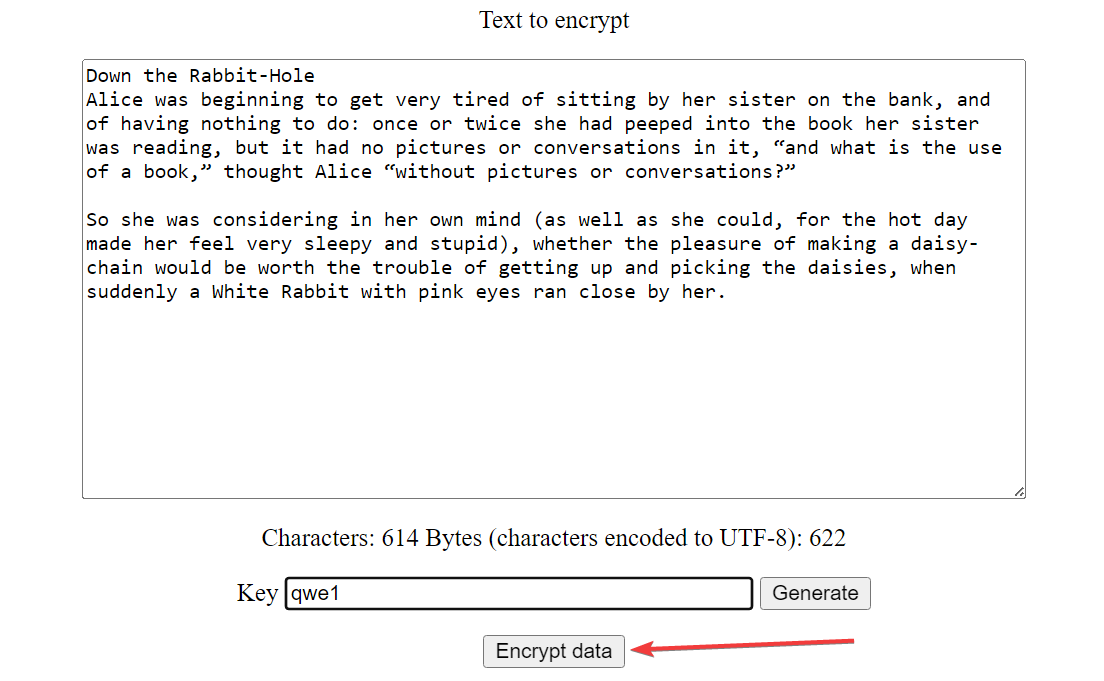 Text to encrypt
Down the Rabbit-Hole
Alice was beginning to get very tired of sitting by her sister on the bank, and
of having nothing to do: once or twice she had peeped into the book her sister
was reading, but it had no pictures or conversations in it, “and what is the use
of a book,” thought Alice “without pictures or conversations?”
So she was considering in her own mind (as well as she could, for the hot day
made her feel very sleepy and stupid), whether the pleasure of making a daisy-
chain would be worth the trouble of getting up and picking the daisies, when
suddenly a White Rabbit with pink eyes ran close by her.
Characters: 614 Bytes (characters encoded to UTF-8): 622
Key qwe1 Generate
Encrypt data